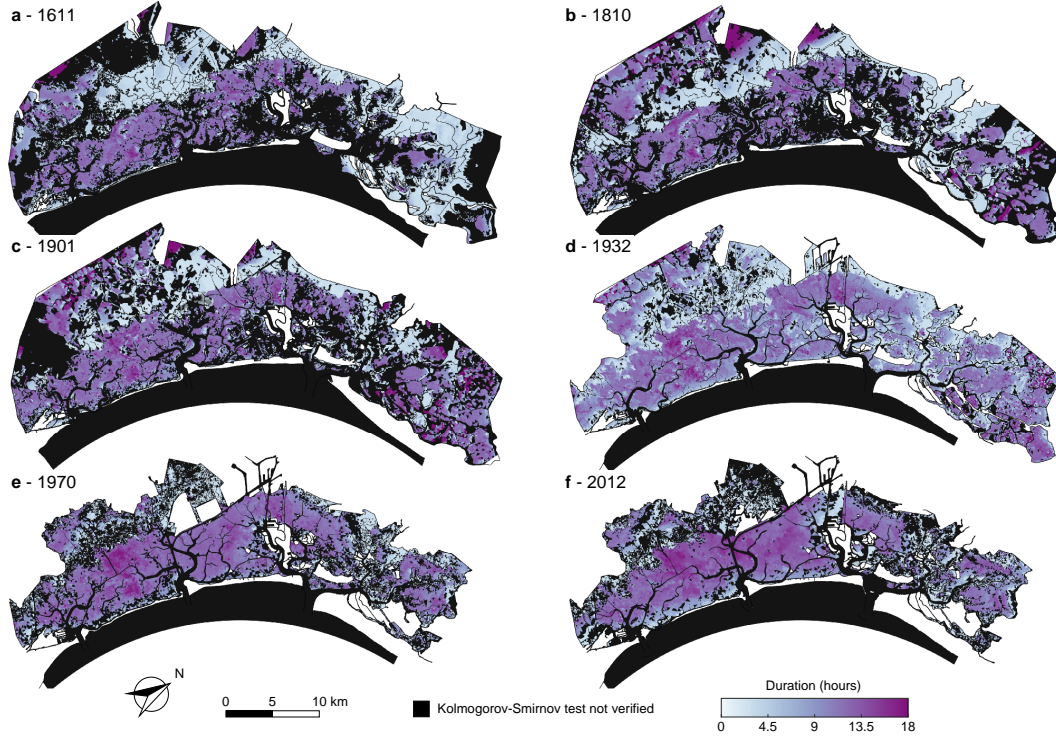 a - 1611
b - 1810
c - 1901
d - 1932
e - 1970
f - 2012
N
0 5 10 km
Kolmogorov-Smirnov test not verified
Duration (hours)
0 4.5 9 13.5 18